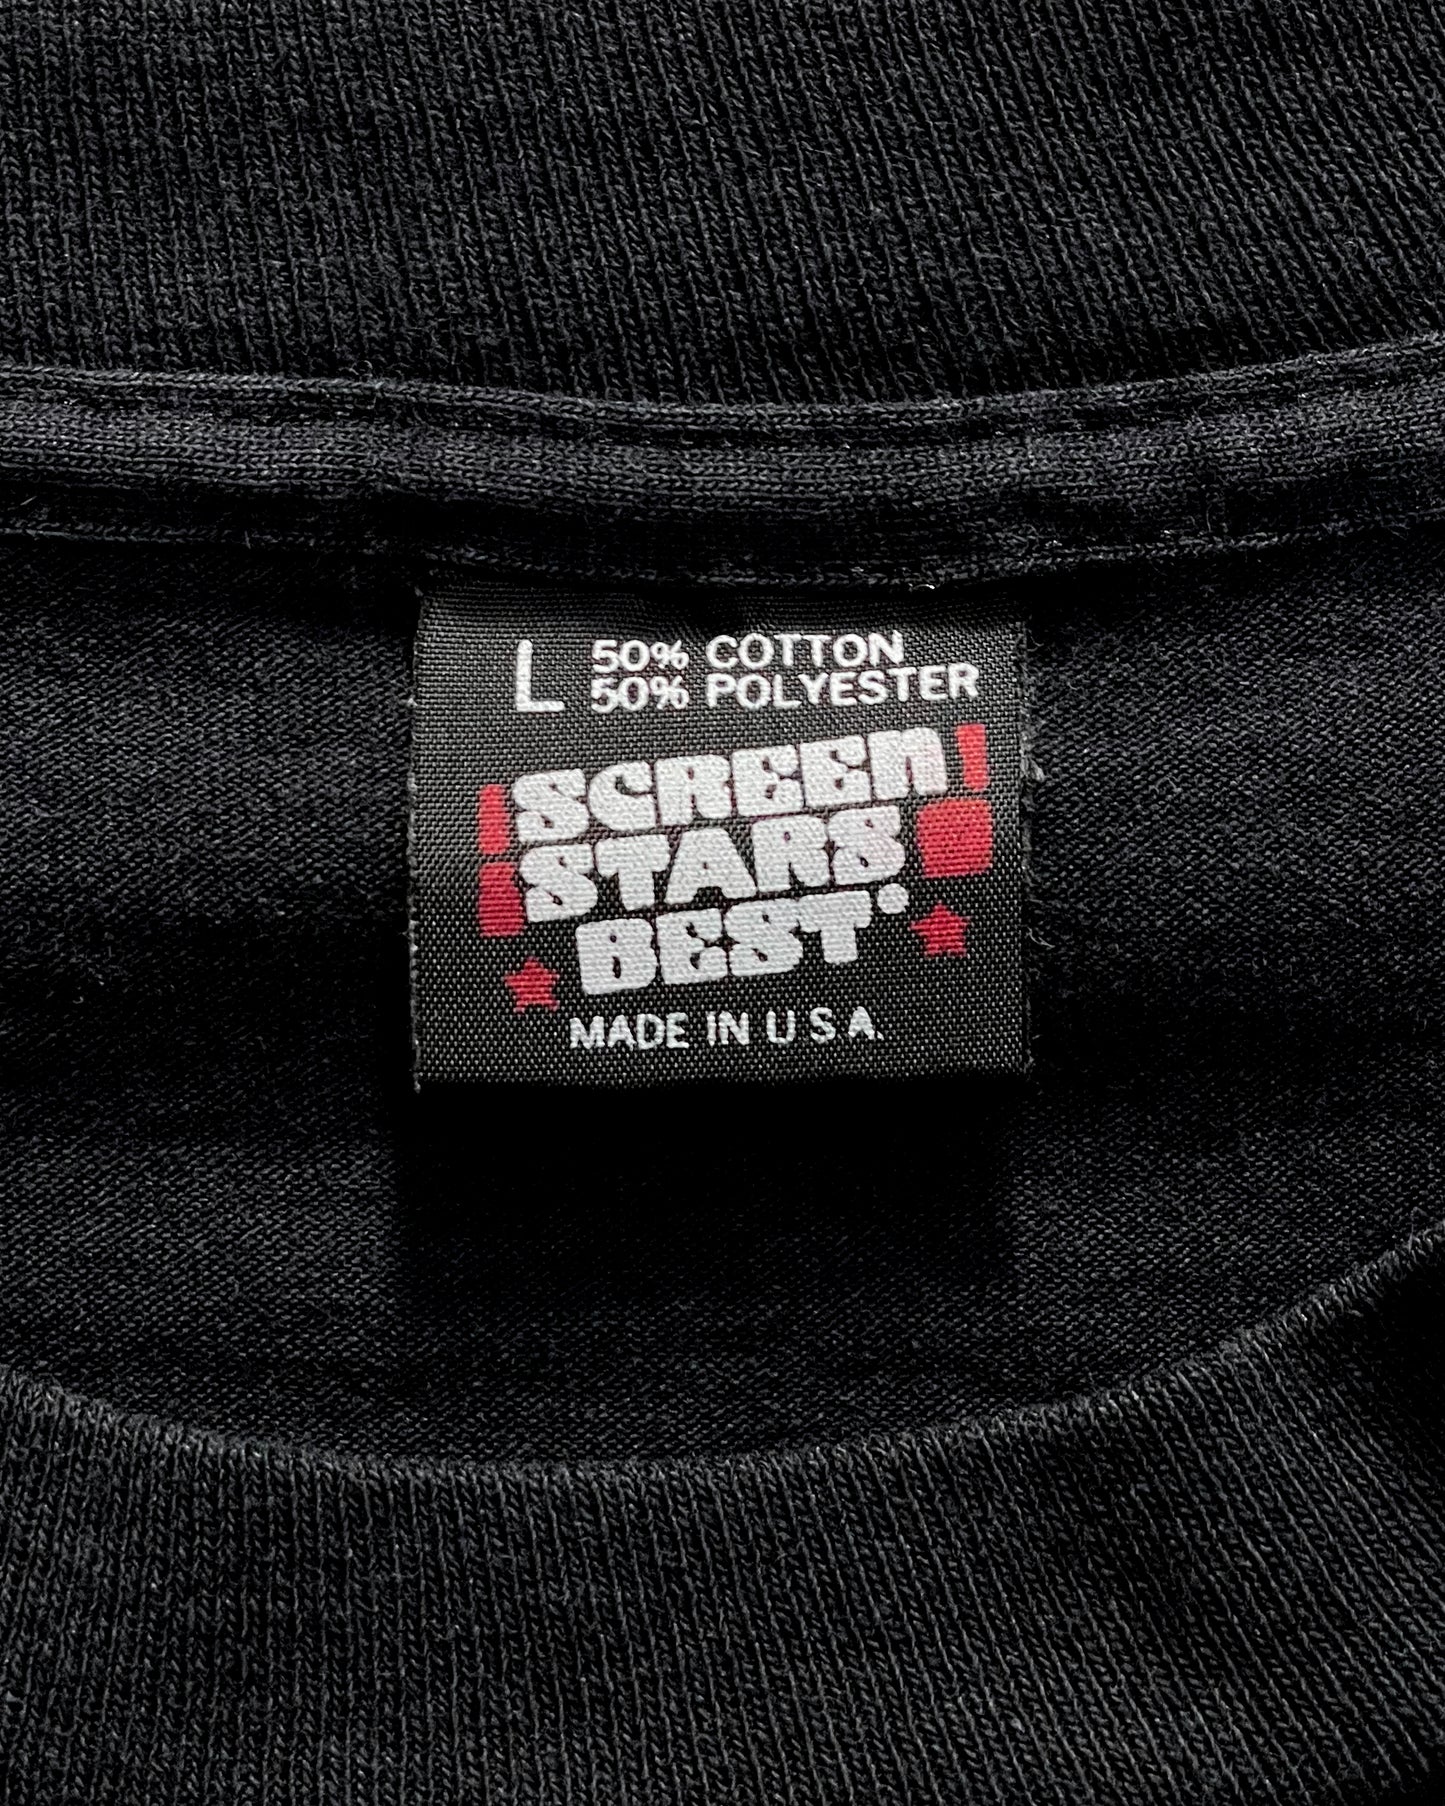 L 50% COTTON
50% POLYESTER
SCREEN
STARS
BEST
MADE IN U.S.A.